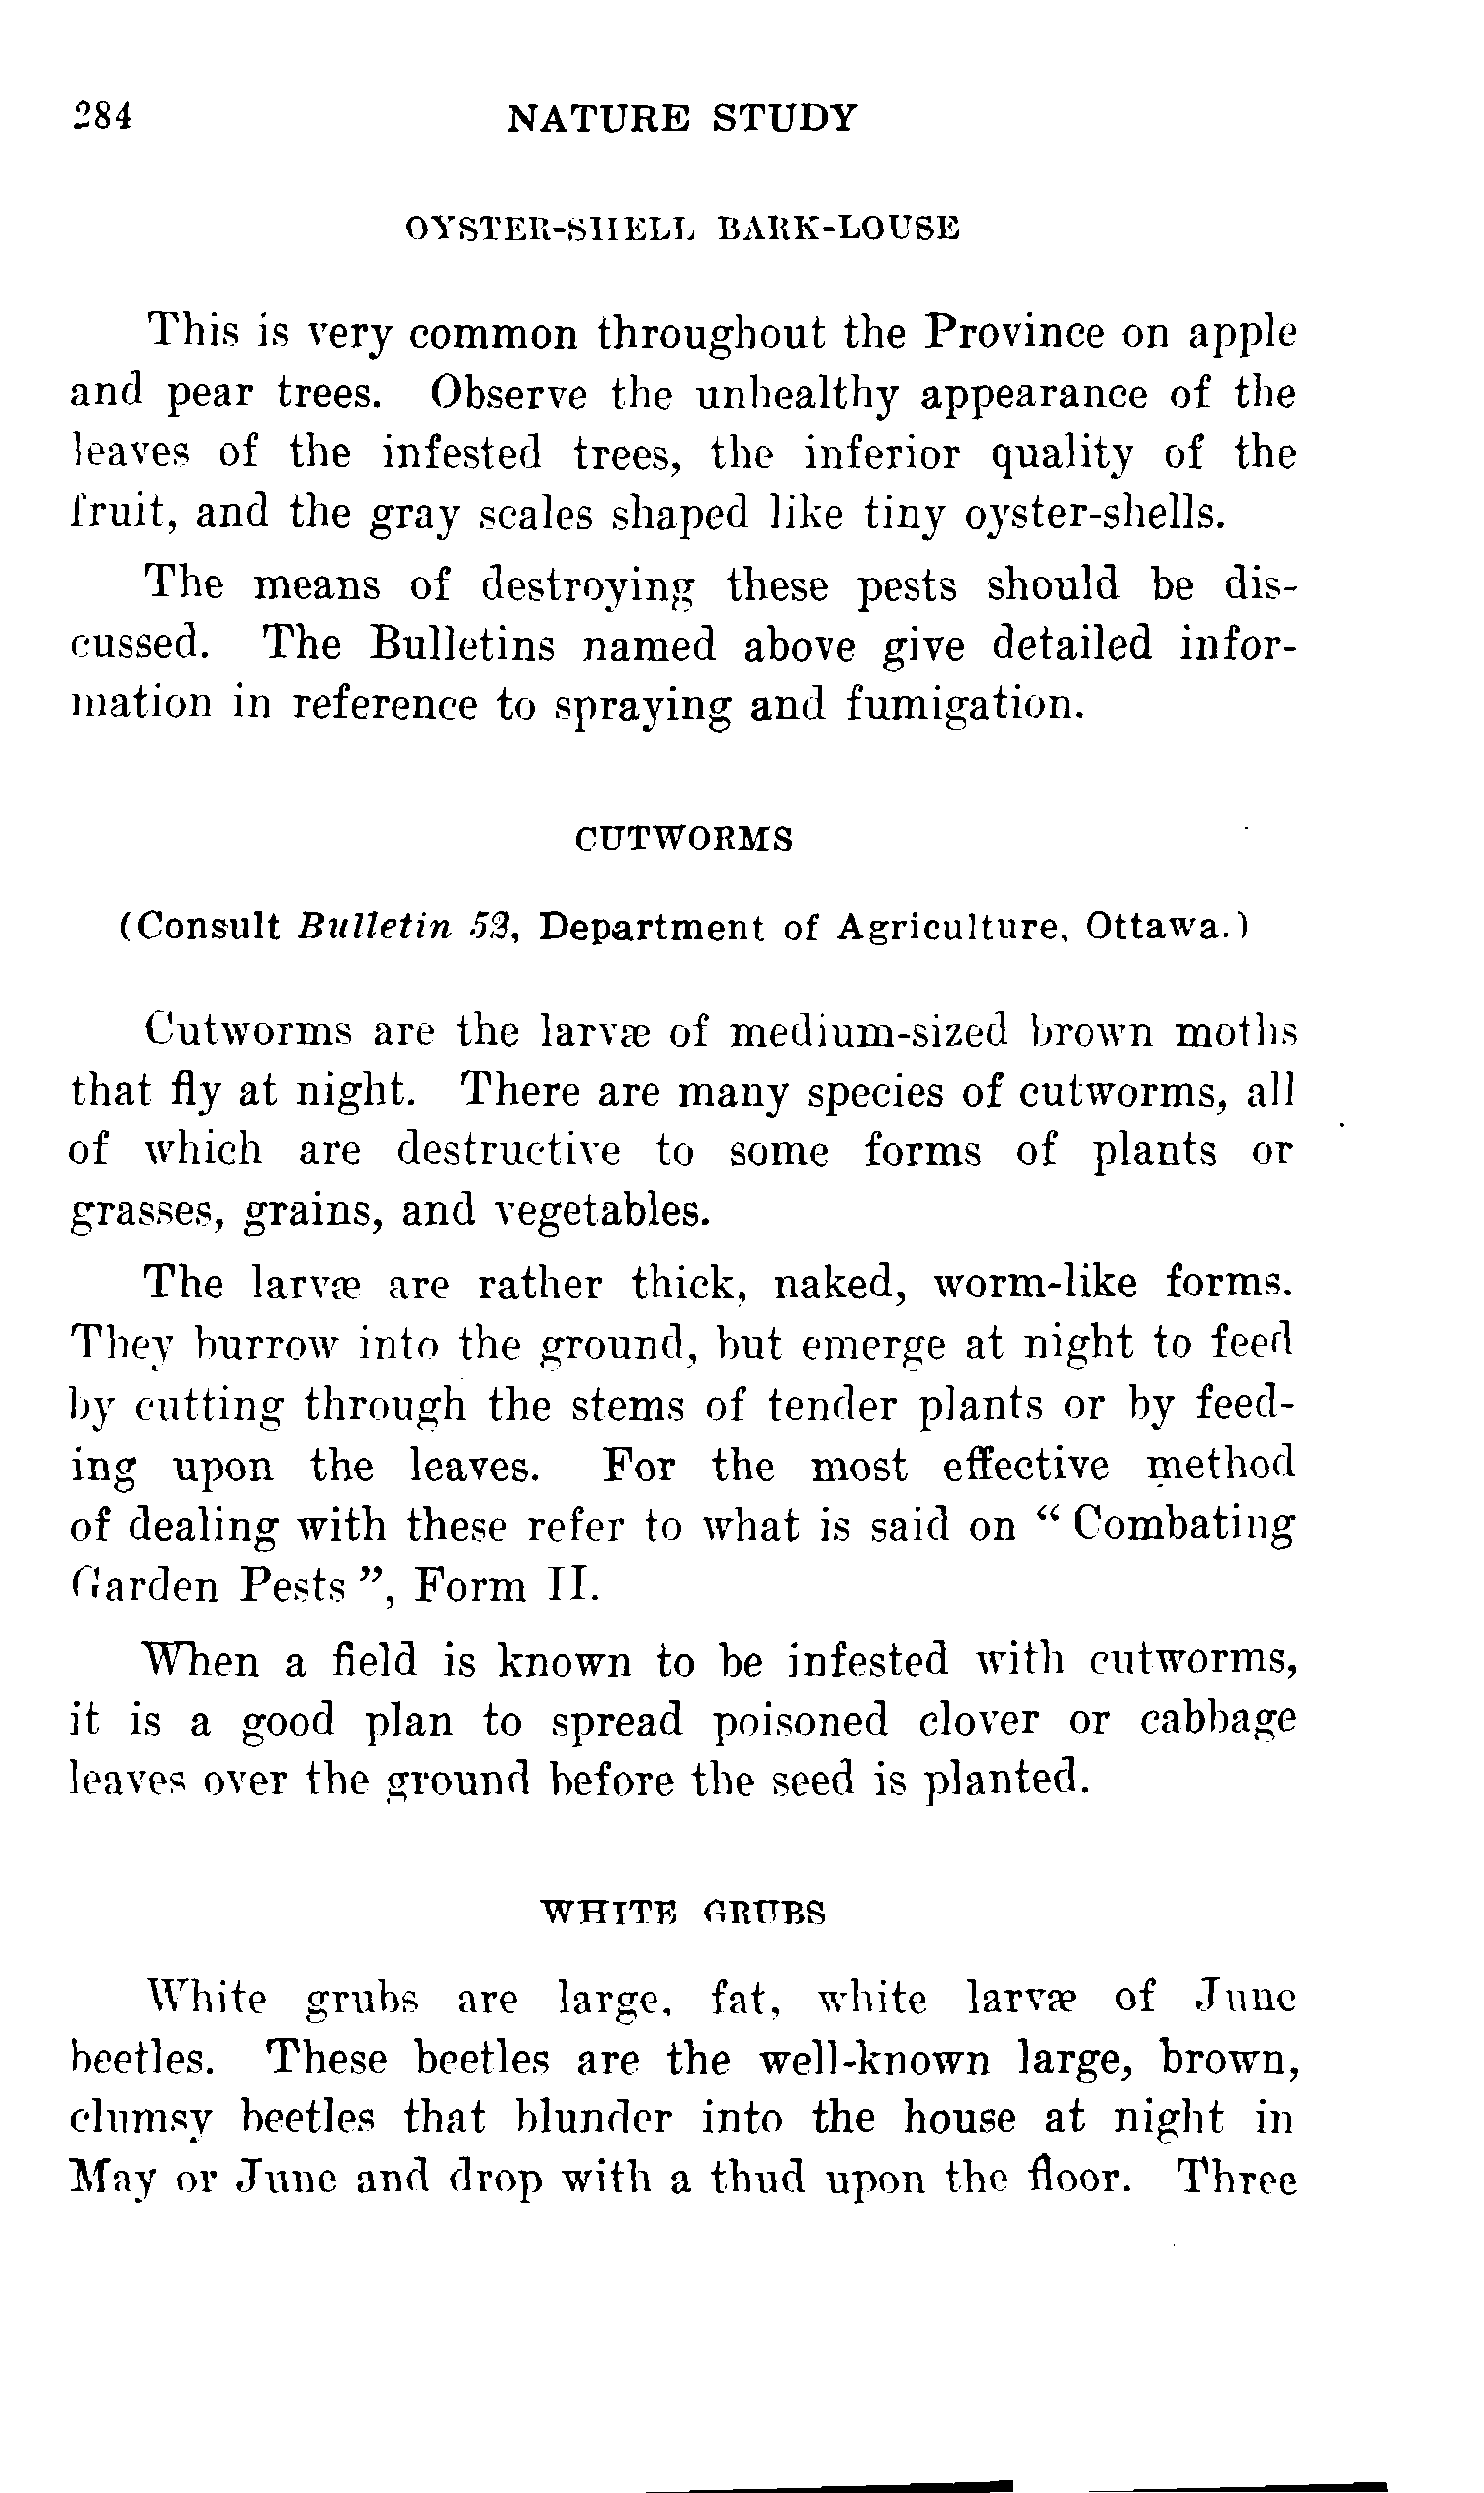 284 NATURE STUDY
OYSTER-SHELL BARK-LOUSE
This is very common throughout the Province on apple
and pear trees. Observe the unhealthy appearance of the
leaves of the infested trees, the inferior quality of the
fruit, and the gray scales shaped like tiny oyster-shells.
The means of destroying these pests should be dis-
cussed. The Bulletins named above give detailed infor-
mation in reference to spraying and fumigation.
CUTWORMS
(Consult Bulletin 52, Department of Agriculture, Ottawa.)
Cutworms are the larvæ of medium-sized brown moths
that fly at night. There are many species of cutworms, all
of which are destructive to some forms of plants or
grasses, grains, and vegetables.
The larvæ are rather thick, naked, worm-like forms.
They burrow into the ground, but emerge at night to feed
by cutting through the stems of tender plants or by feed-
ing upon the leaves. For the most effective method
of dealing with these refer to what is said on “ Combating
Garden Pests ”, Form II.
When a field is known to be infested with cutworms,
it is a good plan to spread poisoned clover or cabbage
leaves over the ground before the seed is planted.
WHITE GRUBS
White grubs are large, fat, white larvæ of June
beetles. These beetles are the well-known large, brown,
clumsy beetles that blunder into the house at night in
May or June and drop with a thud upon the floor. Three